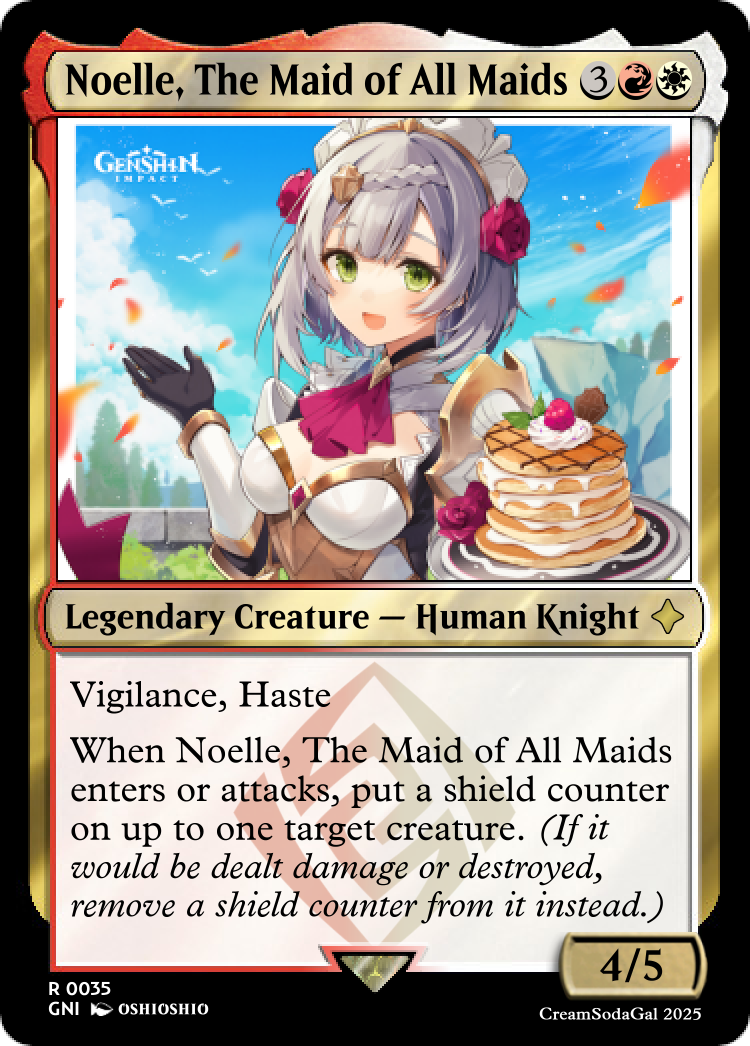 Noelle, The Maid of All Maids 3
GENSHIN
IMPACT
Legendary Creature — Human Knight
Vigilance, Haste
When Noelle, The Maid of All Maids
enters or attacks, put a shield counter
on up to one target creature. (If it
would be dealt damage or destroyed,
remove a shield counter from it instead.)
4/5
R 0035
GNI OSHIOSHIO
CreamSodaGal 2025